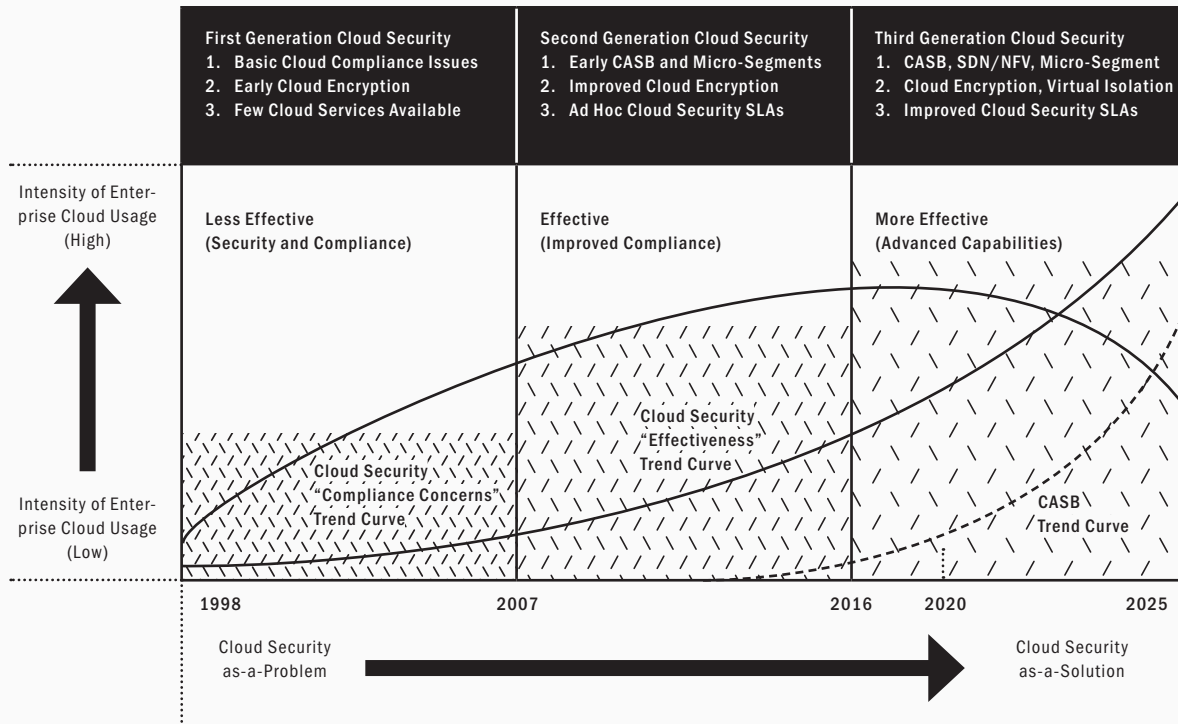 First Generation Cloud Security
1. Basic Cloud Compliance Issues
2. Early Cloud Encryption
3. Few Cloud Services Available
Second Generation Cloud Security
1. Early CASB and Micro-Segments
2. Improved Cloud Encryption
3. Ad Hoc Cloud Security SLAs
Third Generation Cloud Security
1. CASB, SDN/NFV, Micro-Segment
2. Cloud Encryption, Virtual Isolation
3. Improved Cloud Security SLAs
Intensity of Enter-
prise Cloud Usage
(High)
Less Effective
(Security and Compliance)
Effective
(Improved Compliance)
More Effective
(Advanced Capabilities)
Cloud Security
“Compliance Concerns”
Trend Curve
Cloud Security
“Effectiveness”
Trend Curve
CASB
Trend Curve
Intensity of Enter-
prise Cloud Usage
(Low)
1998
2007
2016
2020
2025
Cloud Security
as-a-Problem
Cloud Security
as-a-Solution